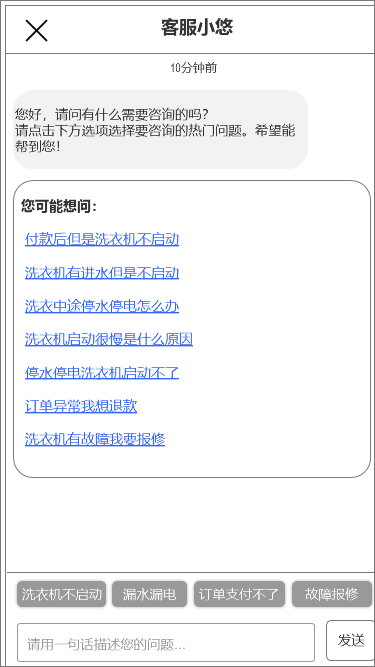 客服小悠
10分钟前
您好，请问有什么需要咨询的吗？
请点击下方选项选择要咨询的热门问题。希望能
帮到您！
您可能想问：
付款后但是洗衣机不启动
洗衣机有进水但是不启动
洗衣中途停水停电怎么办
洗衣机启动很慢是什么原因
停水停电洗衣机启动不了
订单异常我想退款
洗衣机有故障我要报修
洗衣机不启动 漏水漏电 订单支付不了 故障报修
请用一句话描述您的问题... 发送